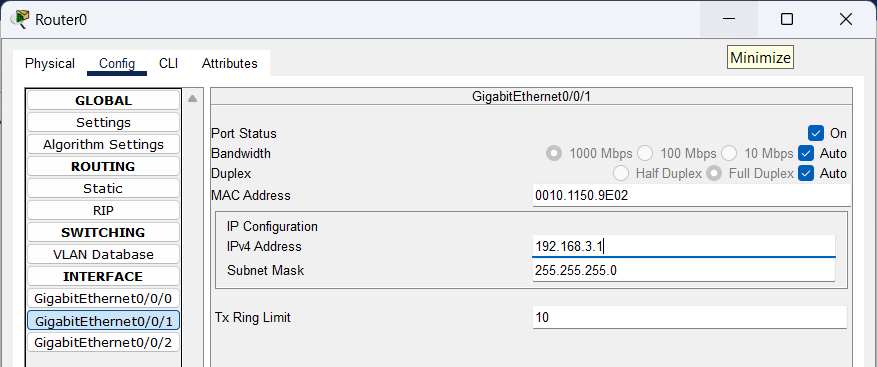 Router0
Minimize
Physical Config CLI Attributes
GLOBAL
Settings
Algorithm Settings
ROUTING
Static
RIP
SWITCHING
VLAN Database
INTERFACE
GigabitEthernet0/0/0
GigabitEthernet0/0/1
GigabitEthernet0/0/2
GigabitEthernet0/0/1
Port Status On
Bandwidth 1000 Mbps 100 Mbps 10 Mbps Auto
Duplex Half Duplex Full Duplex Auto
MAC Address 0010.1150.9E02
IP Configuration
IPv4 Address 192.168.3.1
Subnet Mask 255.255.255.0
Tx Ring Limit 10